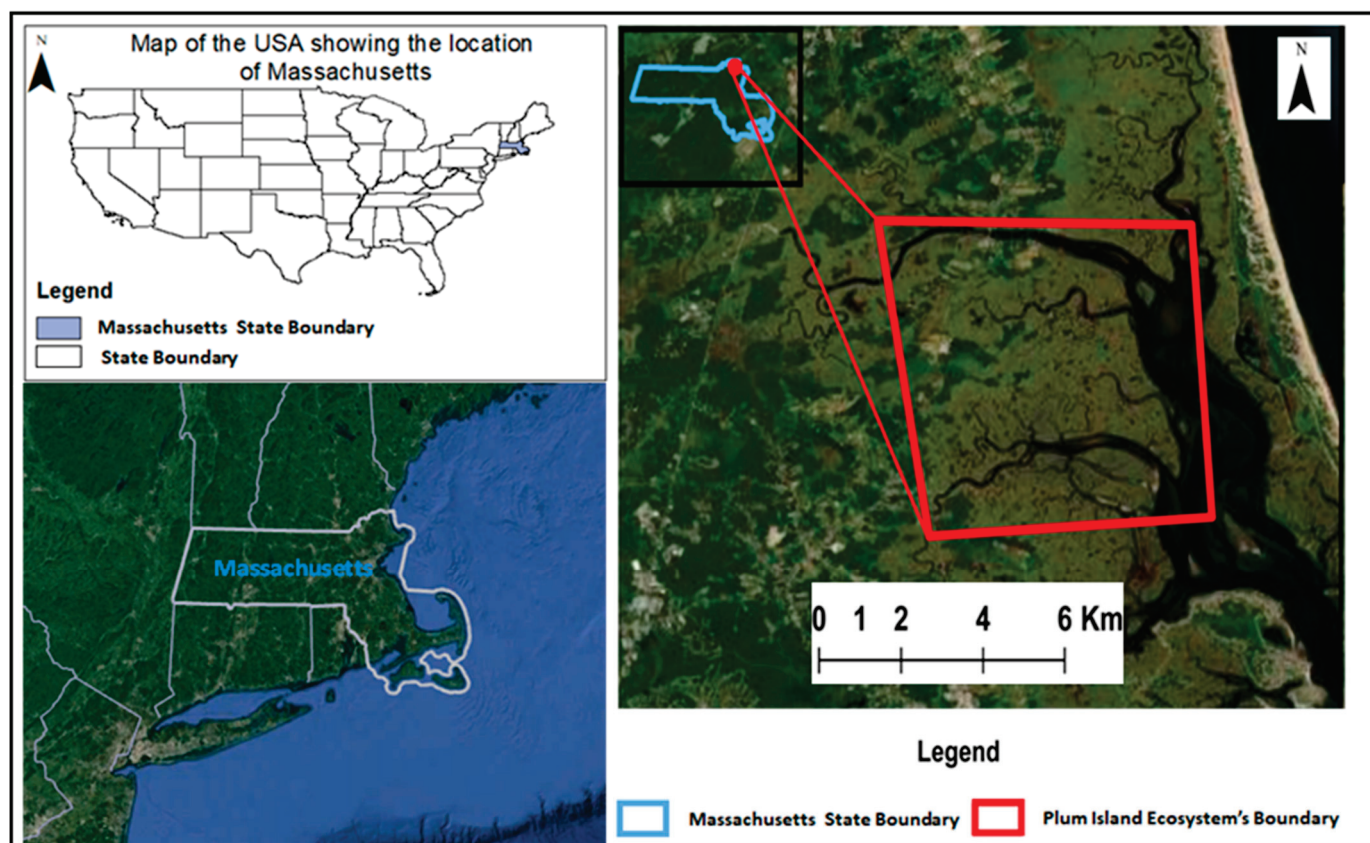 N
Map of the USA showing the location
of Massachusetts
Legend
Massachusetts State Boundary
State Boundary
Massachusetts
N
0 1 2 4 6 Km
Legend
Massachusetts State Boundary
Plum Island Ecosystem's Boundary